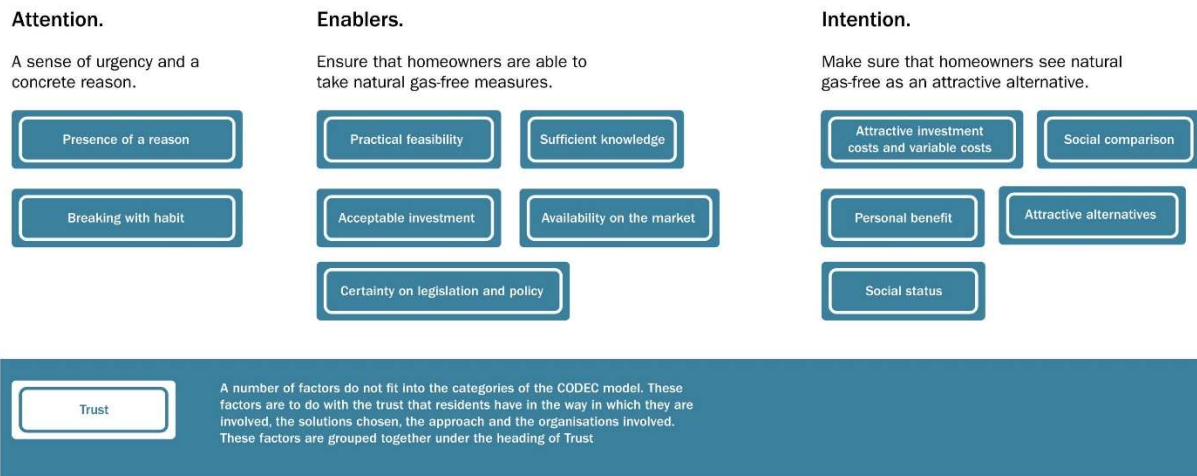 Attention.
A sense of urgency and a
concrete reason.
Presence of a reason
Breaking with habit
Enablers.
Ensure that homeowners are able to
take natural gas-free measures.
Practical feasibility
Sufficient knowledge
Acceptable investment
Availability on the market
Certainty on legislation and policy
Intention.
Make sure that homeowners see natural
gas-free as an attractive alternative.
Attractive investment
costs and variable costs
Social comparison
Personal benefit
Attractive alternatives
Social status
Trust
A number of factors do not fit into the categories of the CODEC model. These
factors are to do with the trust that residents have in the way in which they are
involved, the solutions chosen, the approach and the organisations involved.
These factors are grouped together under the heading of Trust